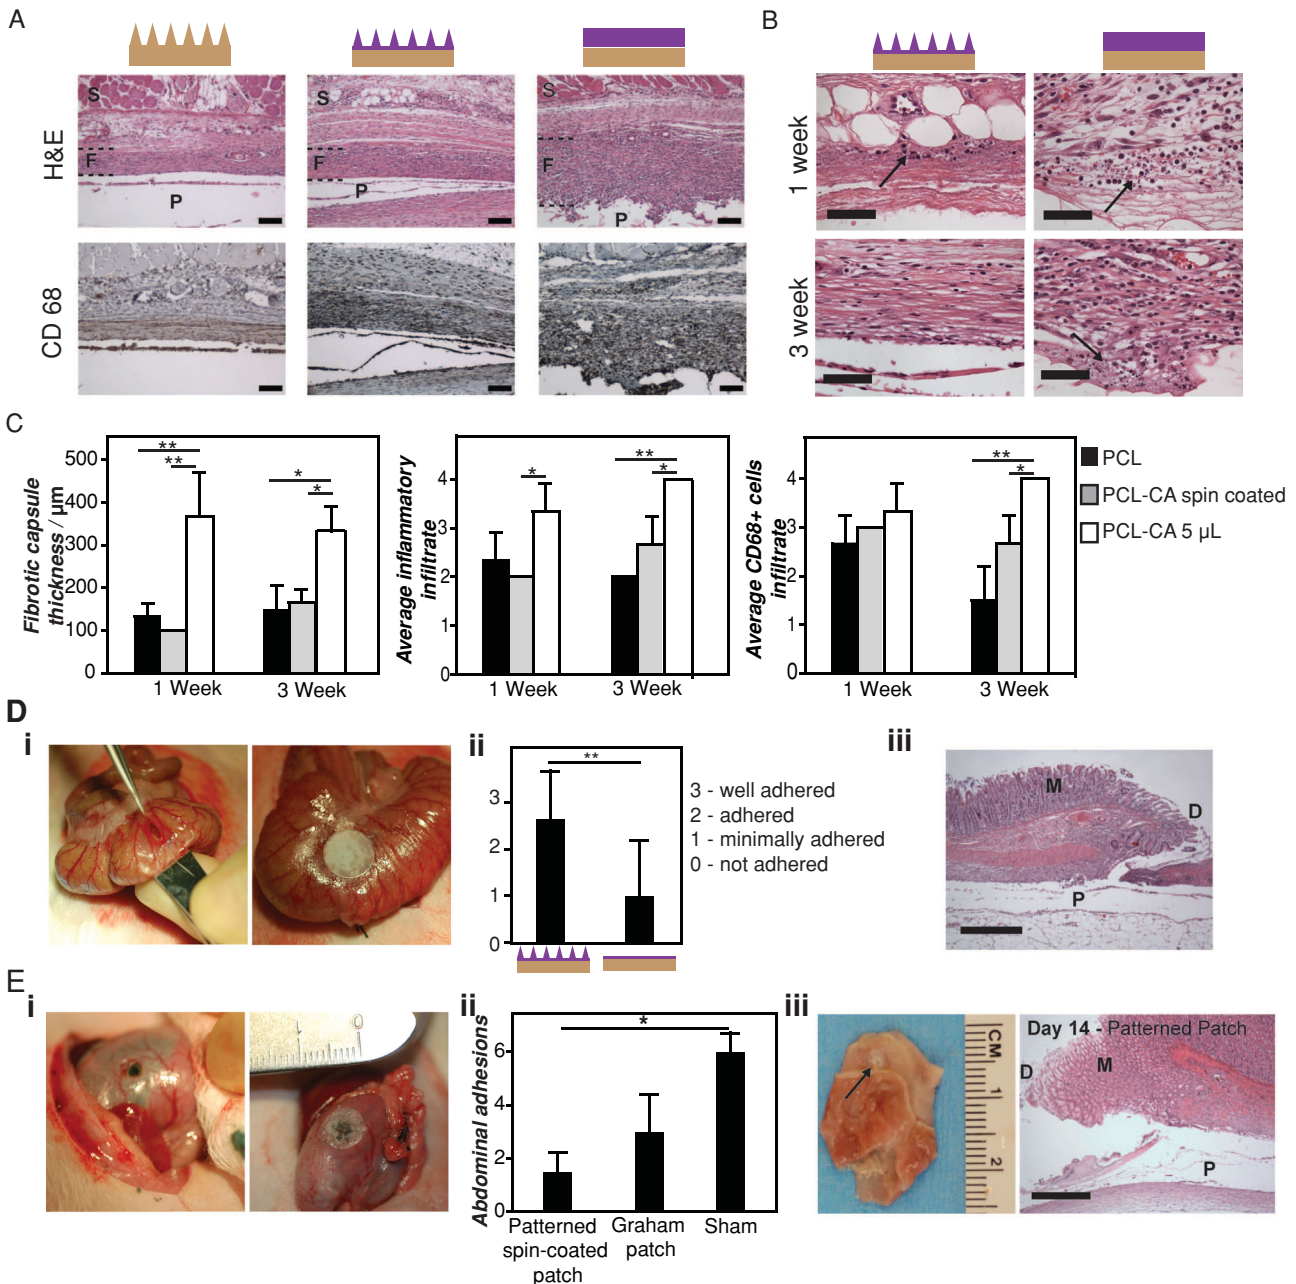 A
B
H&E
S
F
P
S
F
P
S
F
P
CD 68
1 week
3 week
C
Fibrotic capsule
thickness / µm
500
400
300
200
100
0
**
**
*
*
1 Week
3 Week
Average inflammatory
infiltrate
4
3
2
1
0
*
**
*
1 Week
3 Week
Average CD68+ cells
infiltrate
4
3
2
1
0
**
*
1 Week
3 Week
PCL
PCL-CA spin coated
PCL-CA 5 µL
D
i
ii
3
2
1
0
**
3 - well adhered
2 - adhered
1 - minimally adhered
0 - not adhered
iii
M
D
P
E
i
0
ii
Abdominal adhesions
6
4
2
0
*
Patterned
spin-coated
patch
Graham
patch
Sham
iii
CM
1
2
Day 14 - Patterned Patch
D
M
P